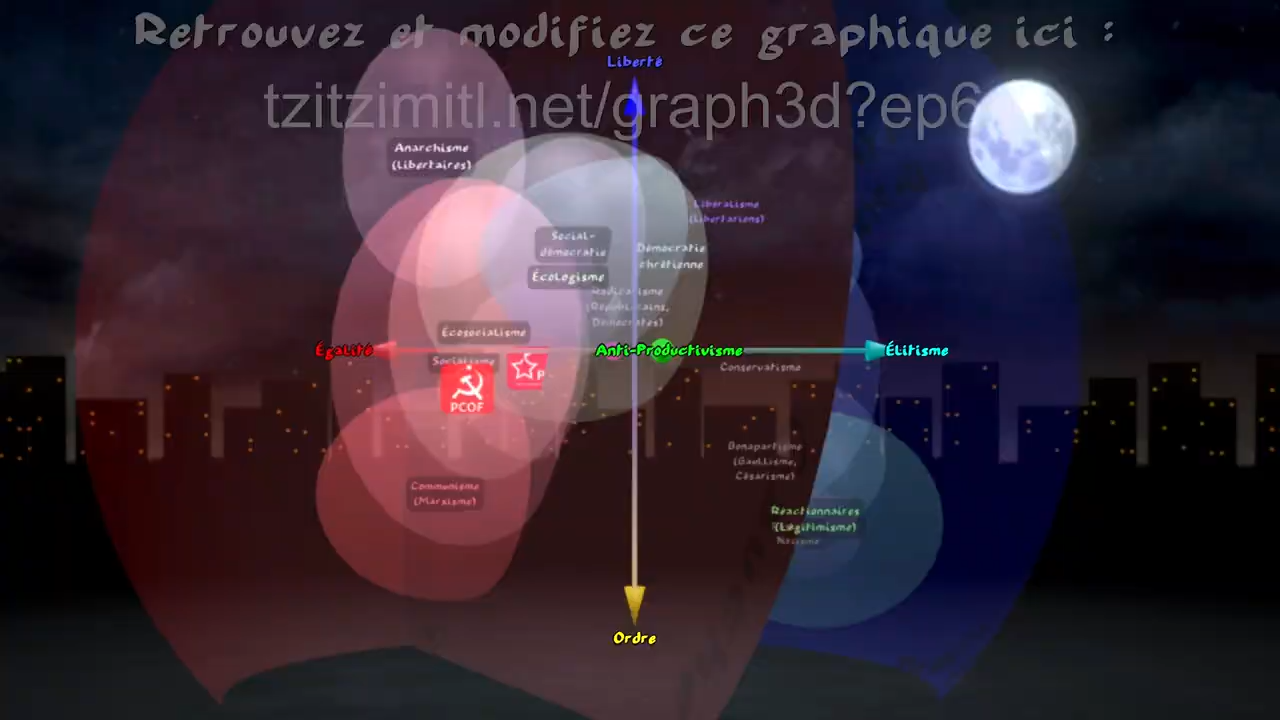 Retrouvez et modifiez ce graphique ici :
Liberté
tzitzimitl.net/graph3d?ep6
Anarchisme
(Libertaires)
Libéralisme
(Libertariens)
Social-
démocratie
Démocratie
chrétienne
Écologisme
Radicalisme
(Républicains,
Démocrates)
Écosocialisme
Égalité
Anti-Productivisme
Élitisme
Socialisme
P
PCOF
Conservatisme
Bonapartisme
(Gaullisme,
Césarisme)
Communisme
(Marxisme)
Réactionnaires
(Légitimisme)
Nazisme
Ordre